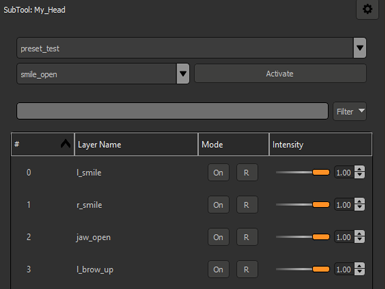 SubTool: My_Head
preset_test
smile_open Activate
Filter
# Layer Name Mode Intensity
0 l_smile On R 1.00
1 r_smile On R 1.00
2 jaw_open On R 1.00
3 l_brow_up On R 1.00